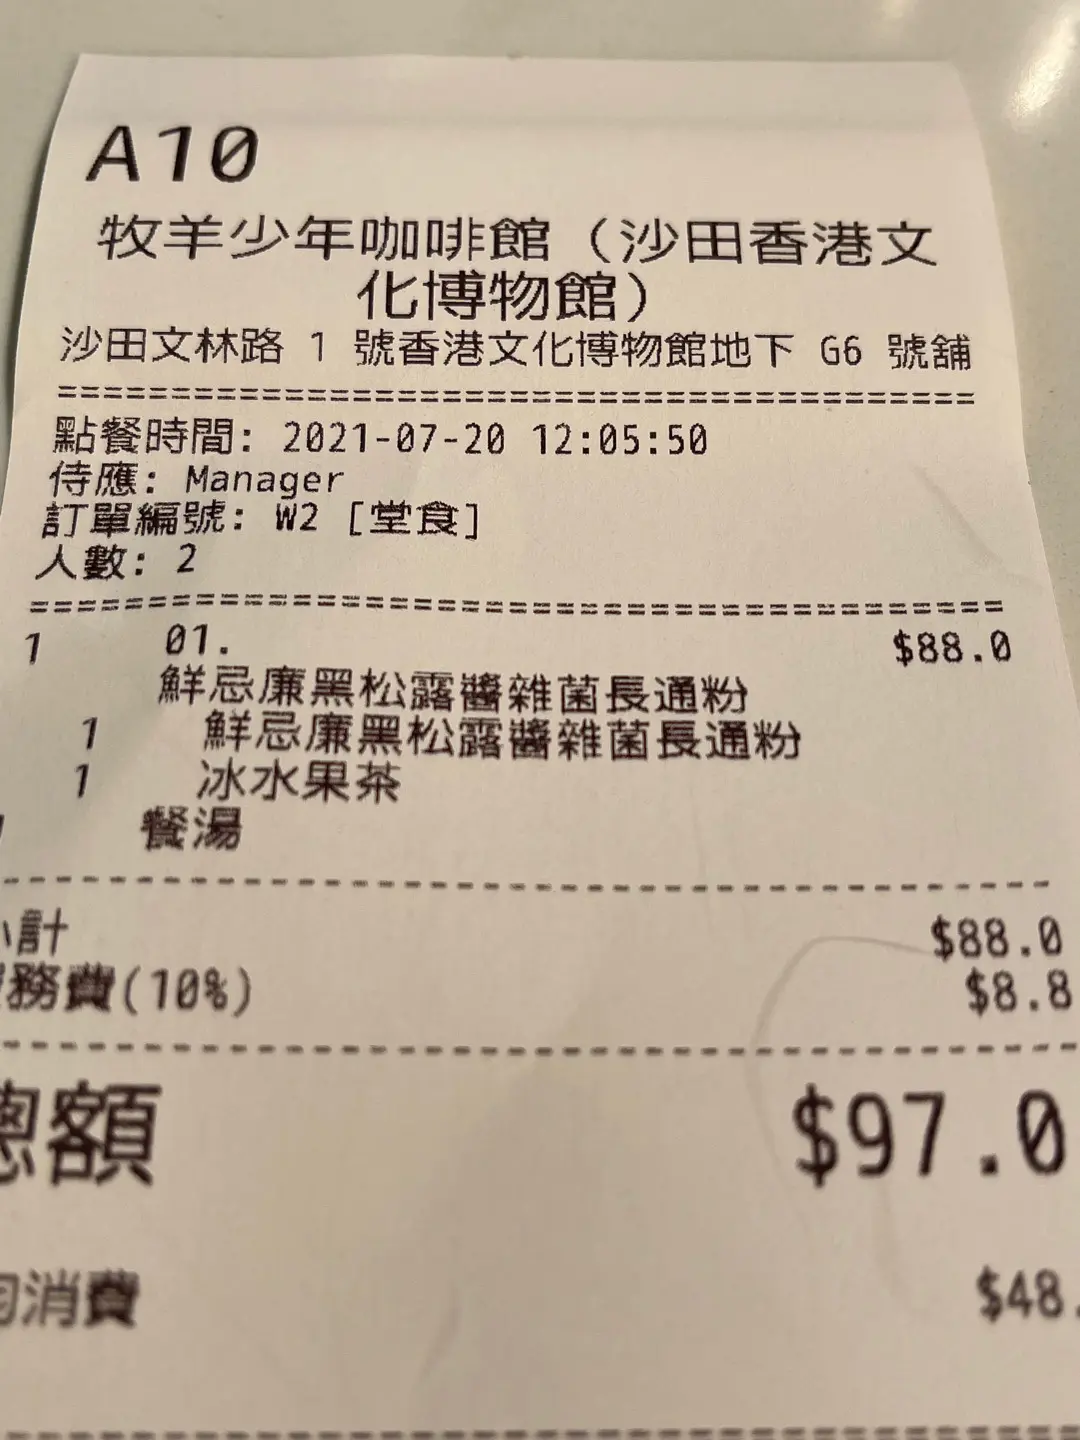 A10
牧羊少年咖啡館（沙田香港文
化博物館）
沙田文林路 1 號香港文化博物館地下 G6 號舖
========================================
點餐時間: 2021-07-20 12:05:50
侍應: Manager
訂單編號: W2 [堂食]
人數: 2
========================================
1 01. $88.0
鮮忌廉黑松露醬雜菌長通粉
1 鮮忌廉黑松露醬雜菌長通粉
1 冰水果茶
餐湯
小計 $88.0
務費(10%) $8.8
總額 $97.0
消費 $48.